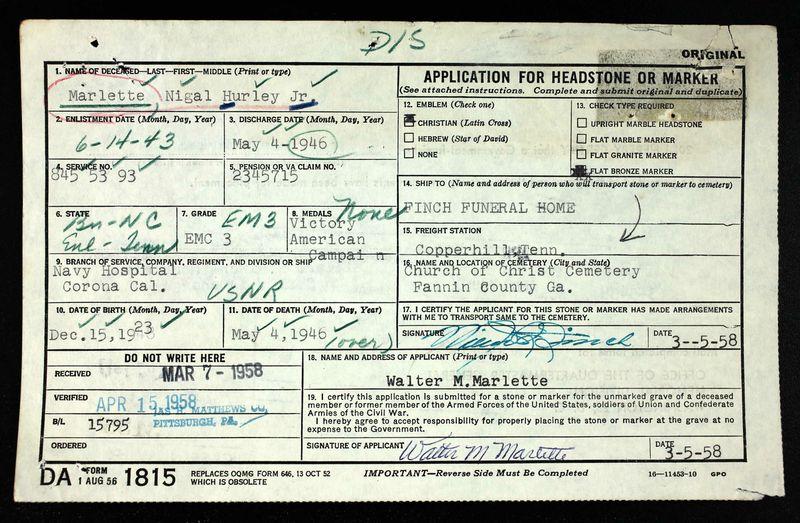 D/S
ORIGINAL
1. NAME OF DECEASED—LAST—FIRST—MIDDLE (Print or type)
Marlette, Nigal Hurley Jr.
2. ENLISTMENT DATE (Month, Day, Year)
6-14-43
3. DISCHARGE DATE (Month, Day, Year)
May 4-1946
4. SERVICE NO.
845 53 93
5. PENSION OR VA CLAIM NO.
2345715
6. STATE
Bu-NC
Enl-Tenn
7. GRADE
EM3
EMC 3
8. MEDALS
None
Victory
American
Campai n
9. BRANCH OF SERVICE, COMPANY, REGIMENT, AND DIVISION OR SHIP
Navy Hospital
Corona Cal.
USNR
10. DATE OF BIRTH (Month, Day, Year)
Dec.15,1923
11. DATE OF DEATH (Month, Day, Year)
May 4,1946
(over)
APPLICATION FOR HEADSTONE OR MARKER
(See attached instructions. Complete and submit original and duplicate)
12. EMBLEM (Check one)
CHRISTIAN (Latin Cross)
HEBREW (Star of David)
NONE
13. CHECK TYPE REQUIRED
UPRIGHT MARBLE HEADSTONE
FLAT MARBLE MARKER
FLAT GRANITE MARKER
FLAT BRONZE MARKER
14. SHIP TO (Name and address of person who will transport stone or marker to cemetery)
FINCH FUNERAL HOME
15. FREIGHT STATION
Copperhill, Tenn.
16. NAME AND LOCATION OF CEMETERY (City and State)
Church of Christ Cemetery
Fannin County Ga.
17. I CERTIFY THE APPLICANT FOR THIS STONE OR MARKER HAS MADE ARRANGEMENTS
WITH ME TO TRANSPORT SAME TO THE CEMETERY.
SIGNATURE
Finch
DATE
3--5-58
DO NOT WRITE HERE
RECEIVED
MAR 7 - 1958
VERIFIED
APR 15 1958
JAS H. MATTHEWS CO.
PITTSBURGH, PA.
B/L
15795
ORDERED
18. NAME AND ADDRESS OF APPLICANT (Print or type)
Walter M.Marlette
19. I certify this application is submitted for a stone or marker for the unmarked grave of a deceased
member or former member of the Armed Forces of the United States, soldiers of Union and Confederate
Armies of the Civil War.
I hereby agree to accept responsibility for properly placing the stone or marker at the grave at no
expense to the Government.
SIGNATURE OF APPLICANT
Walter M Marlette
DATE
3-5-58
DA FORM 1 AUG 56 1815
REPLACES OQMG FORM 646, 13 OCT 52
WHICH IS OBSOLETE
IMPORTANT—Reverse Side Must be Completed
16—11453-10 GPO